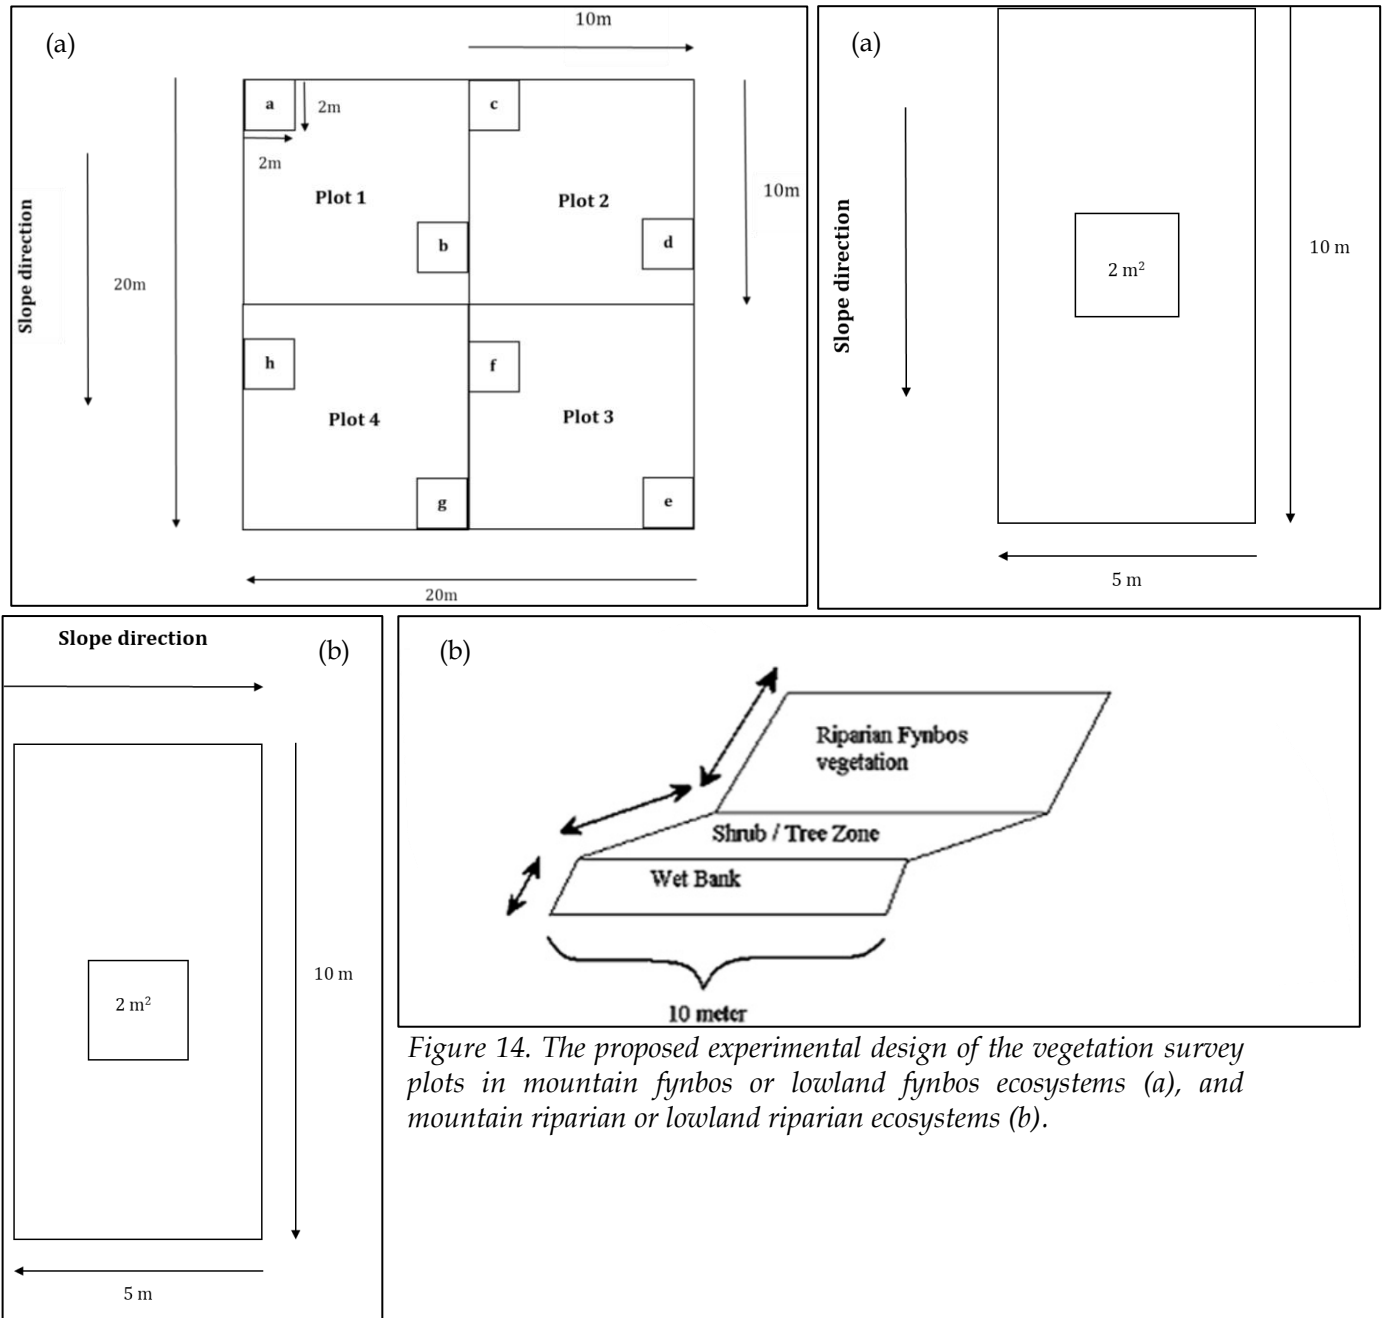 (a)
10m
a
2m
2m
c
Plot 1
Plot 2
10m
b
d
Slope direction
20m
h
f
Plot 4
Plot 3
g
e
20m
(a)
Slope direction
2 m²
10 m
5 m
Slope direction
(b)
2 m²
10 m
5 m
(b)
Riparian Fynbos
vegetation
Shrub / Tree Zone
Wet Bank
10 meter
Figure 14. The proposed experimental design of the vegetation survey
plots in mountain fynbos or lowland fynbos ecosystems (a), and
mountain riparian or lowland riparian ecosystems (b).